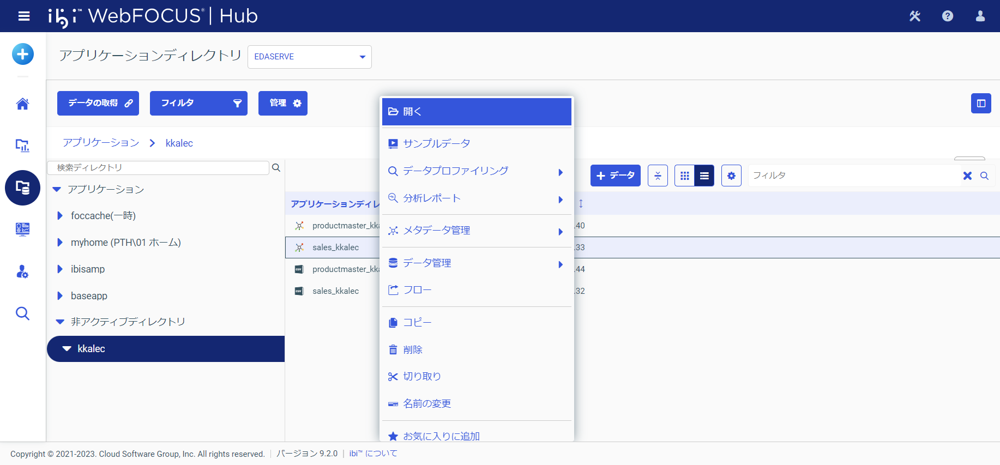 ibi™ WebFOCUS® | Hub
アプリケーションディレクトリ
EDASERVE
データの取得
フィルタ
管理
アプリケーション
kkalec
検索ディレクトリ
アプリケーション
foccache(一時)
myhome (PTH\01 ホーム)
ibisamp
baseapp
非アクティブディレクトリ
kkalec
データ
フィルタ
アプリケーションディレ
productmaster_kka
.40
sales_kkalec
.33
csv
productmaster_kka
.44
csv
sales_kkalec
.32
開く
サンプルデータ
データプロファイリング
分析レポート
メタデータ管理
データ管理
フロー
コピー
削除
切り取り
名前の変更
お気に入りに追加
Copyright © 2021-2023. Cloud Software Group, Inc. All rights reserved. | バージョン 9.2.0 | ibi™ について